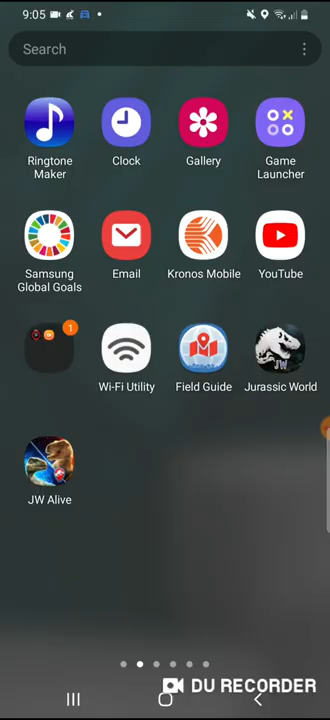 9:05
Search
Ringtone Maker
Clock
Gallery
Game Launcher
Samsung Global Goals
Email
Kronos Mobile
YouTube
1
Wi-Fi Utility
Field Guide
JW
Jurassic World
JW Alive
DU RECORDER